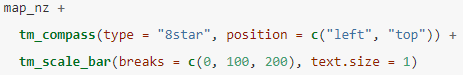 map_nz +
  tm_compass(type = "8star", position = c("left", "top")) +
  tm_scale_bar(breaks = c(0, 100, 200), text.size = 1)